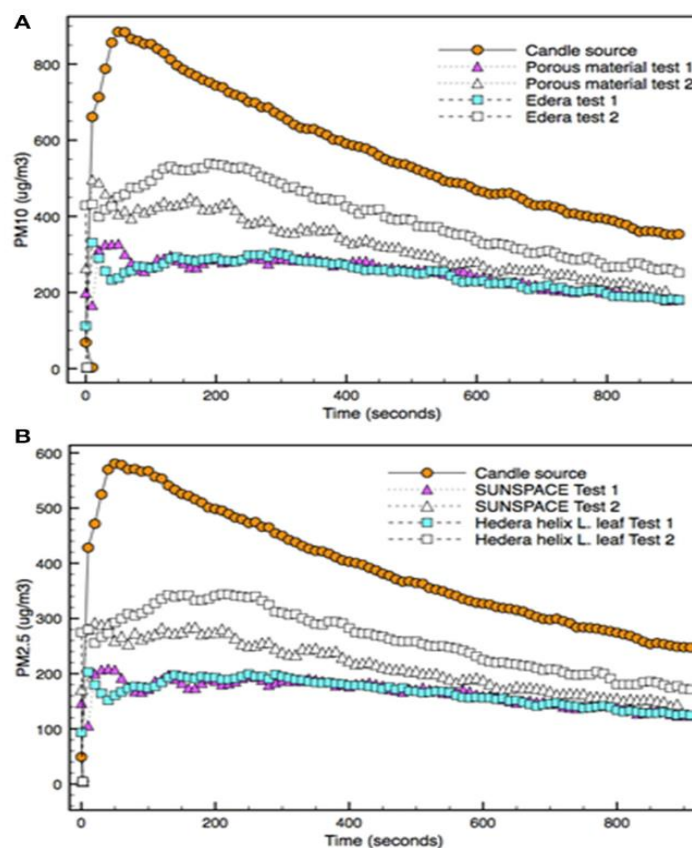 A
Candle source
Porous material test 1
Porous material test 2
Edera test 1
Edera test 2
PM10 (ug/m3)
800
600
400
200
0
0 200 400 600 800
Time (seconds)
B
Candle source
SUNSPACE Test 1
SUNSPACE Test 2
Hedera helix L. leaf Test 1
Hedera helix L. leaf Test 2
PM2.5 (ug/m3)
600
500
400
300
200
100
0
0 200 400 600 800
Time (seconds)